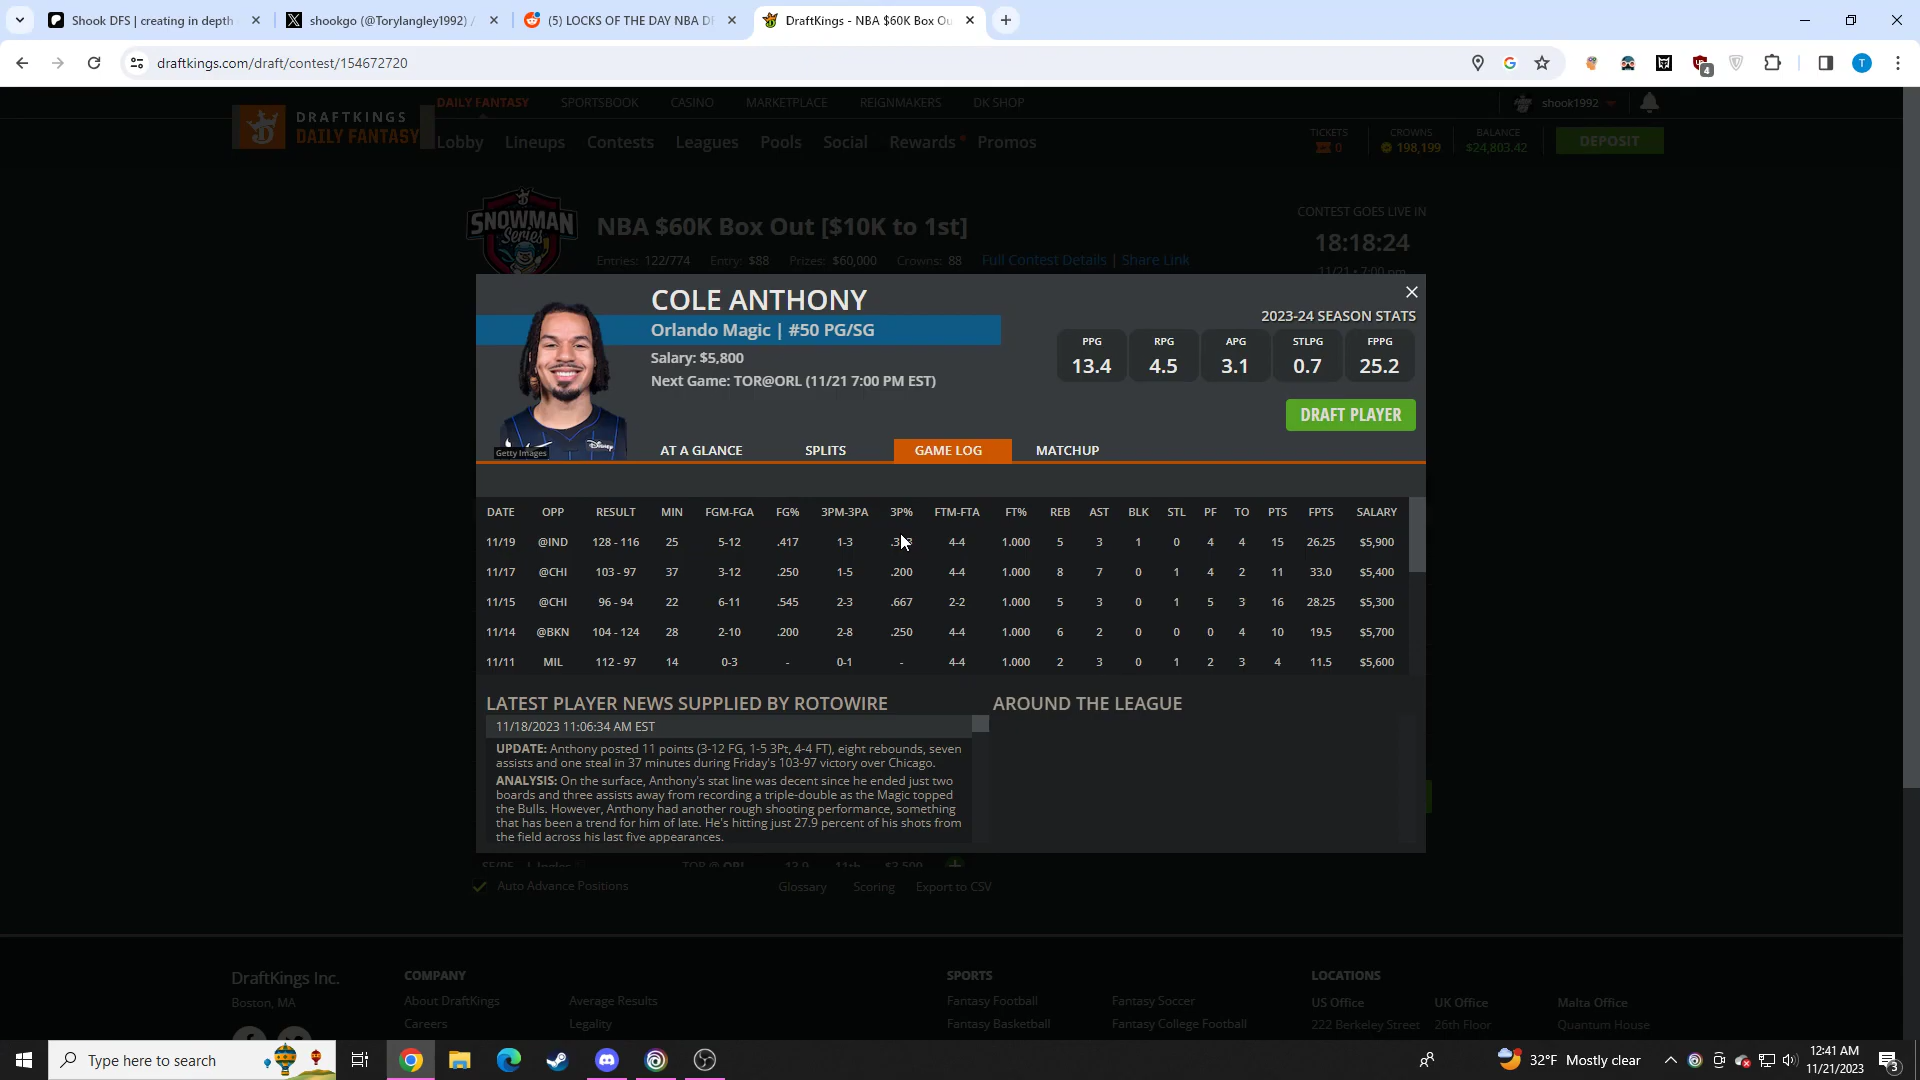 Shook DFS | creating in depth
shookgo (@Torylangley1992) /
(5) LOCKS OF THE DAY NBA D
DraftKings - NBA $60K Box Ou
draftkings.com/draft/contest/154672720
4
T
DRAFTKINGS
DAILY FANTASY
DAILY FANTASY SPORTSBOOK CASINO MARKETPLACE REIGNMAKERS DK SHOP
shook1992
Lobby Lineups Contests Leagues Pools Social Rewards Promos
TICKETS
0
CROWNS
198,199
BALANCE
$24,803.42
DEPOSIT
SNOWMAN
Series
NBA $60K Box Out [$10K to 1st]
Entries: 122/774 Entry: $88 Prizes: $60,000 Crowns: 88 Full Contest Details | Share Link
CONTEST GOES LIVE IN
18:18:24
11/21 • 7:00 pm
COLE ANTHONY
Orlando Magic | #50 PG/SG
Salary: $5,800
Next Game: TOR@ORL (11/21 7:00 PM EST)
Getty Images
2023-24 SEASON STATS
PPG RPG APG STLPG FPPG
13.4 4.5 3.1 0.7 25.2
DRAFT PLAYER
AT A GLANCE SPLITS GAME LOG MATCHUP
DATE OPP RESULT MIN FGM-FGA FG% 3PM-3PA 3P% FTM-FTA FT% REB AST BLK STL PF TO PTS FPTS SALARY
11/19 @IND 128 - 116 25 5-12 .417 1-3 4-4 1.000 5 3 1 0 4 4 15 26.25 $5,900
11/17 @CHI 103 - 97 37 3-12 .250 1-5 .200 4-4 1.000 8 7 0 1 4 2 11 33.0 $5,400
11/15 @CHI 96 - 94 22 6-11 .545 2-3 .667 2-2 1.000 5 3 0 1 5 3 16 28.25 $5,300
11/14 @BKN 104 - 124 28 2-10 .200 2-8 .250 4-4 1.000 6 2 0 0 0 4 10 19.5 $5,700
11/11 MIL 112 - 97 14 0-3 - 0-1 - 4-4 1.000 2 3 0 1 2 3 4 11.5 $5,600
LATEST PLAYER NEWS SUPPLIED BY ROTOWIRE
11/18/2023 11:06:34 AM EST
UPDATE: Anthony posted 11 points (3-12 FG, 1-5 3Pt, 4-4 FT), eight rebounds, seven
assists and one steal in 37 minutes during Friday's 103-97 victory over Chicago.
ANALYSIS: On the surface, Anthony's stat line was decent since he ended just two
boards and three assists away from recording a triple-double as the Magic topped
the Bulls. However, Anthony had another rough shooting performance, something
that has been a trend for him of late. He's hitting just 27.9 percent of his shots from
the field across his last five appearances.
AROUND THE LEAGUE
SF/PF J. Ingles TOR @ ORL 13.9 11th $3,500
Auto Advance Positions
Glossary Scoring Export to CSV
DraftKings Inc.
Boston, MA
COMPANY
About DraftKings Average Results
Careers Legality
SPORTS
Fantasy Football Fantasy Soccer
Fantasy Basketball Fantasy College Football
LOCATIONS
US Office UK Office Malta Office
222 Berkeley Street 26th Floor Quantum House
Type here to search
32°F Mostly clear
12:41 AM
11/21/2023
3